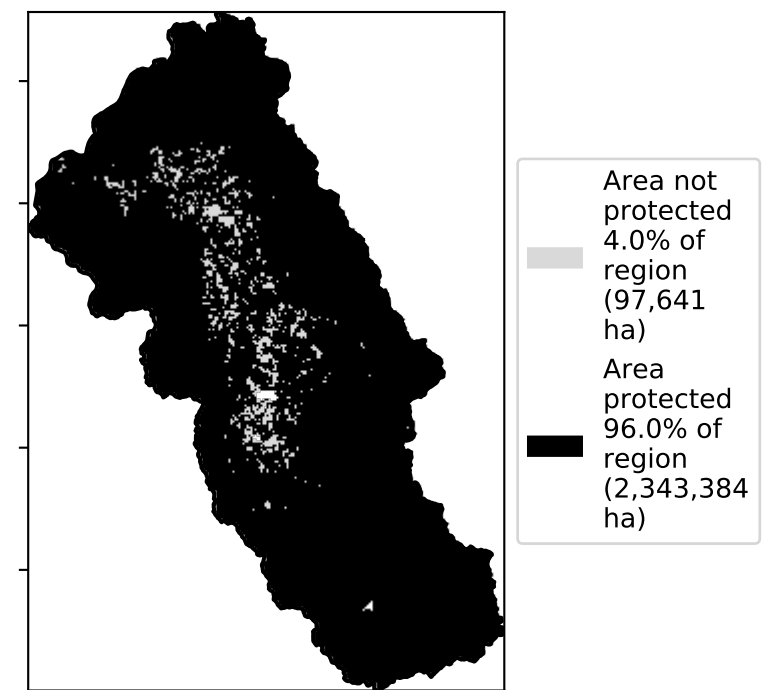 Area not
protected
4.0% of
region
(97,641
ha)
Area
protected
96.0% of
region
(2,343,384
ha)